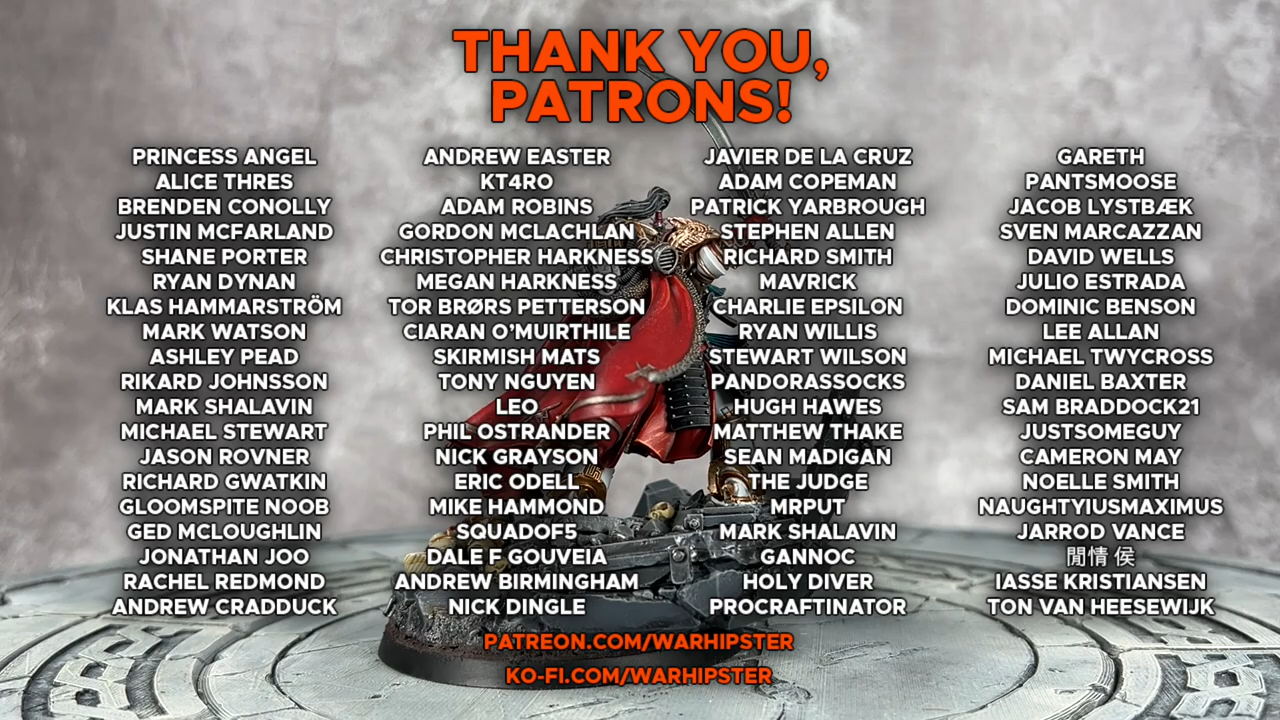 THANK YOU,
PATRONS!
PRINCESS ANGEL
ALICE THRES
BRENDEN CONOLLY
JUSTIN MCFARLAND
SHANE PORTER
RYAN DYNAN
KLAS HAMMARSTRÖM
MARK WATSON
ASHLEY PEAD
RIKARD JOHNSSON
MARK SHALAVIN
MICHAEL STEWART
JASON ROVNER
RICHARD GWATKIN
GLOOMSPITE NOOB
GED MCLOUGHLIN
JONATHAN JOO
RACHEL REDMOND
ANDREW CRADDUCK
ANDREW EASTER
KT4RO
ADAM ROBINS
GORDON MCLACHLAN
CHRISTOPHER HARKNESS
MEGAN HARKNESS
TOR BRØRS PETTERSON
CIARAN O’MUIRTHILE
SKIRMISH MATS
TONY NGUYEN
LEO
PHIL OSTRANDER
NICK GRAYSON
ERIC ODELL
MIKE HAMMOND
SQUADOF5
DALE F GOUVEIA
ANDREW BIRMINGHAM
NICK DINGLE
JAVIER DE LA CRUZ
ADAM COPEMAN
PATRICK YARBROUGH
STEPHEN ALLEN
RICHARD SMITH
MAVRICK
CHARLIE EPSILON
RYAN WILLIS
STEWART WILSON
PANDORASSOCKS
HUGH HAWES
MATTHEW THAKE
SEAN MADIGAN
THE JUDGE
MRPUT
MARK SHALAVIN
GANNOC
HOLY DIVER
PROCRAFTINATOR
GARETH
PANTSMOOSE
JACOB LYSTBÆK
SVEN MARCAZZAN
DAVID WELLS
JULIO ESTRADA
DOMINIC BENSON
LEE ALLAN
MICHAEL TWYCROSS
DANIEL BAXTER
SAM BRADDOCK21
JUSTSOMEGUY
CAMERON MAY
NOELLE SMITH
NAUGHTYIUSMAXIMUS
JARROD VANCE
閒情 侯
IASSE KRISTIANSEN
TON VAN HEESEWIJK
PATREON.COM/WARHIPSTER
KO-FI.COM/WARHIPSTER